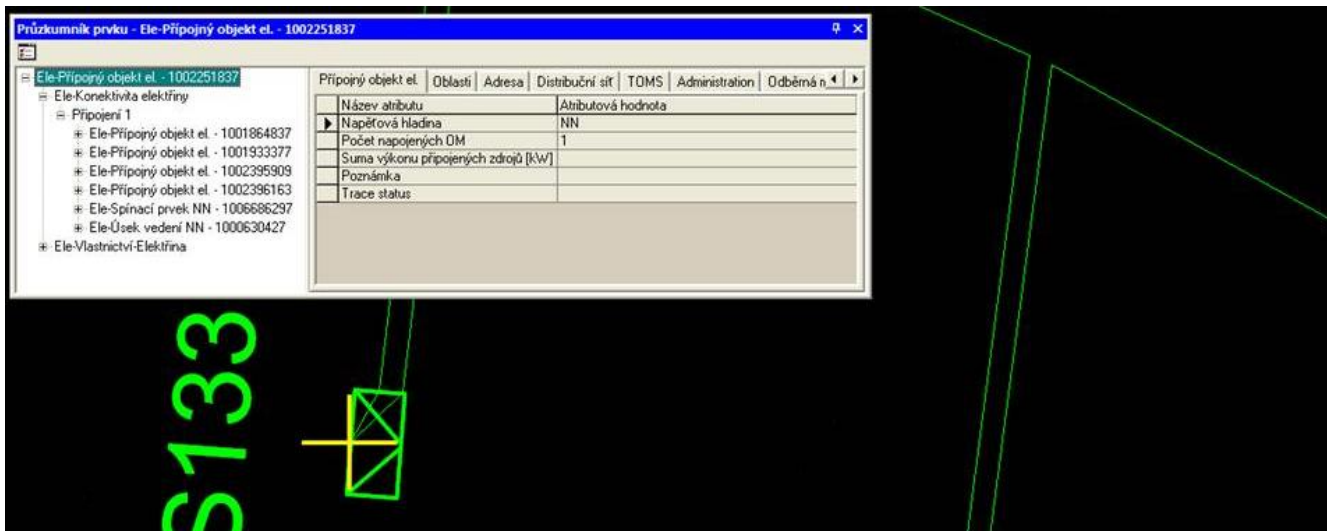 Průzkumník prvku - Ele-Přípojný objekt el. - 1002251837
Ele-Přípojný objekt el. - 1002251837
Ele-Konektivita elektřiny
Připojení 1
Ele-Přípojný objekt el. - 1001864837
Ele-Přípojný objekt el. - 1001933377
Ele-Přípojný objekt el. - 1002395909
Ele-Přípojný objekt el. - 1002396163
Ele-Spínací prvek NN - 1006686297
Ele-Úsek vedení NN - 1000630427
Ele-Vlastnictví-Elektřina
Přípojný objekt el. Oblasti Adresa Distribuční síť TOMS Administration Odběrná n
Název atributu Atributová hodnota
Napěťová hladina NN
Počet napojených OM 1
Suma výkonu připojených zdrojů [kW]
Poznámka
Trace status
S133